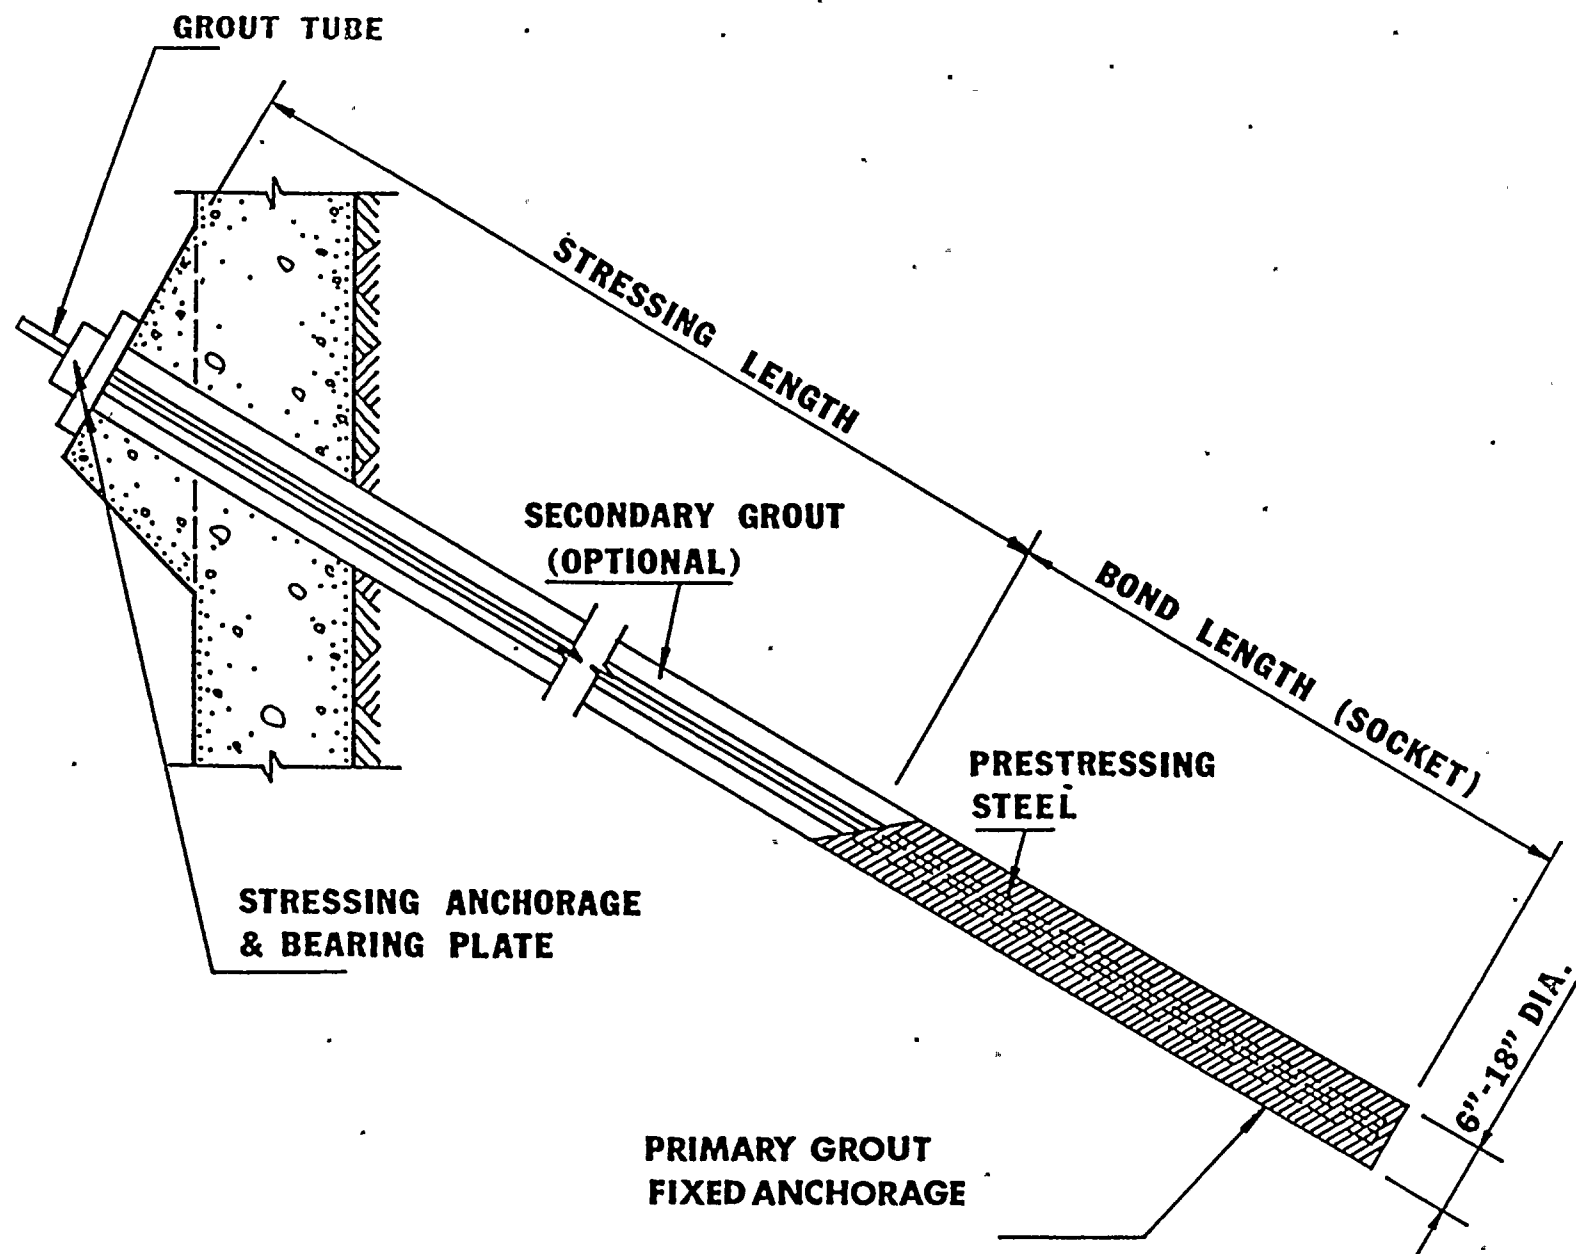 GROUT TUBE
STRESSING LENGTH
SECONDARY GROUT
(OPTIONAL)
BOND LENGTH (SOCKET)
PRESTRESSING
STEEL
STRESSING ANCHORAGE
& BEARING PLATE
6"-18" DIA.
PRIMARY GROUT
FIXED ANCHORAGE